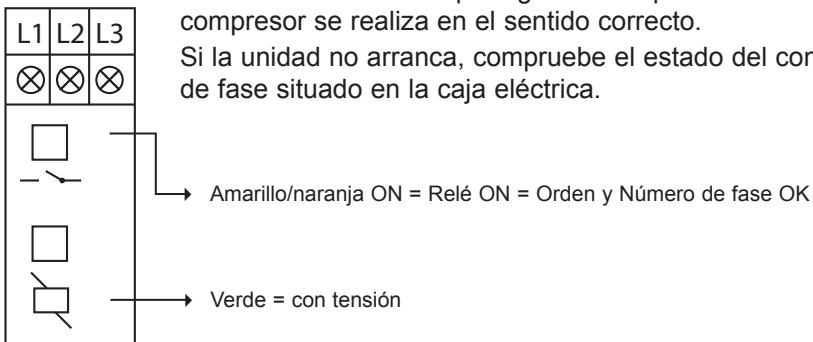 compresor se realiza en el sentido correcto.
Si la unidad no arranca, compruebe el estado del
de fase situado en la caja eléctrica.
L1 L2 L3
Amarillo/naranja ON = Relé ON = Orden y Número de fase OK
Verde = con tensión